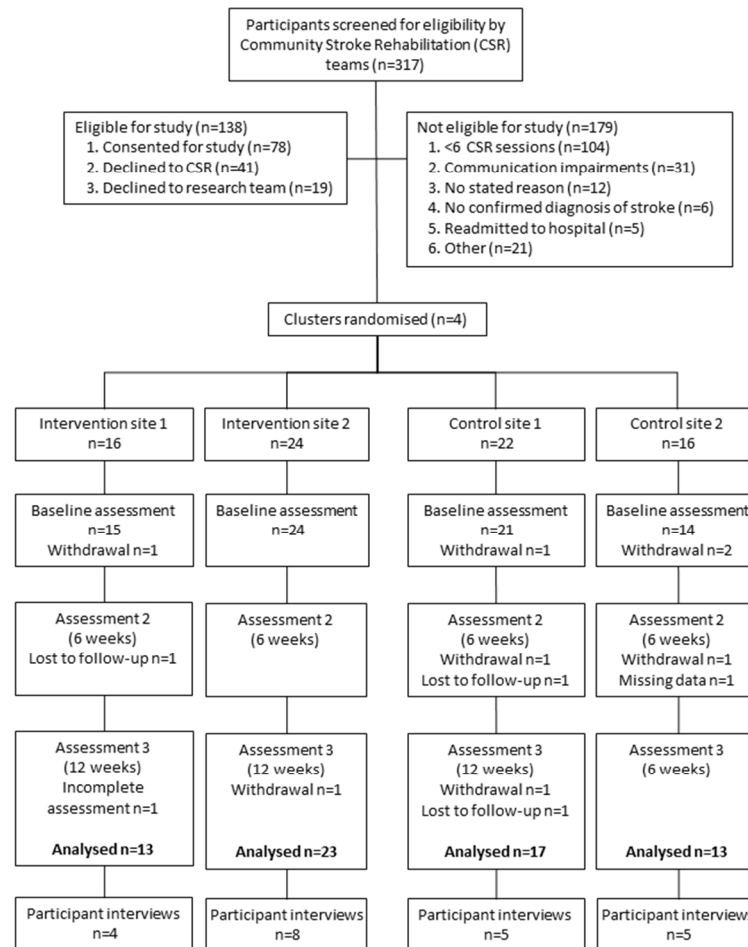 Participants screened for eligibility by
Community Stroke Rehabilitation (CSR)
teams (n=317)
Eligible for study (n=138)
1. Consented for study (n=78)
2. Declined to CSR (n=41)
3. Declined to research team (n=19)
Not eligible for study (n=179)
1. <6 CSR sessions (n=104)
2. Communication impairments (n=31)
3. No stated reason (n=12)
4. No confirmed diagnosis of stroke (n=6)
5. Readmitted to hospital (n=5)
6. Other (n=21)
Clusters randomised (n=4)
Intervention site 1
n=16
Intervention site 2
n=24
Control site 1
n=22
Control site 2
n=16
Baseline assessment
n=15
Withdrawal n=1
Baseline assessment
n=24
Baseline assessment
n=21
Withdrawal n=1
Baseline assessment
n=14
Withdrawal n=2
Assessment 2
(6 weeks)
Lost to follow-up n=1
Assessment 2
(6 weeks)
Assessment 2
(6 weeks)
Withdrawal n=1
Lost to follow-up n=1
Assessment 2
(6 weeks)
Withdrawal n=1
Missing data n=1
Assessment 3
(12 weeks)
Incomplete
assessment n=1
Analysed n=13
Assessment 3
(12 weeks)
Withdrawal n=1
Analysed n=23
Assessment 3
(12 weeks)
Withdrawal n=1
Lost to follow-up n=1
Analysed n=17
Assessment 3
(6 weeks)
Analysed n=13
Participant interviews
n=4
Participant interviews
n=8
Participant interviews
n=5
Participant interviews
n=5